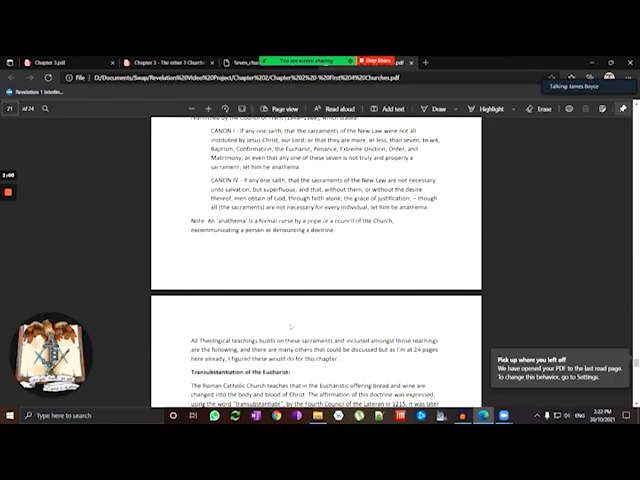 Chapter 3.pdf
Chapter 3 - The other 3 Churches
You are screen sharing
Stop Share
.pdf
File
D:/Documents/Swap/Revelation%20Video%20Project/Chapter%202/Chapter%202%20-%20First%204%20Churches.pdf
Talking: James Boyce
Revelation 1 Interlin...
21 of 24
Page view
Read aloud
Add text
Draw
Highlight
Erase
CANON I.- If any one saith, that the sacraments of the New Law were not all
instituted by Jesus Christ, our Lord; or that they are more, or less, than seven, to wit,
Baptism, Confirmation, the Eucharist, Penance, Extreme Unction, Order, and
Matrimony; or even that any one of these seven is not truly and properly a
sacrament, let him be anathema.
CANON IV.- If any one saith, that the sacraments of the New Law are not necessary
unto salvation, but superfluous; and that, without them, or without the desire
thereof, men obtain of God, through faith alone, the grace of justification; – though
all (the sacraments) are not necessary for every individual, let him be anathema.
Note: An 'anathema' is a formal curse by a pope or a council of the Church,
excommunicating a person or denouncing a doctrine.
All Theological teachings builds on these sacraments and included amongst those teachings
are the following, and there are many others that could be discussed but as I'm at 24 pages
here already, I figured these would do for this chapter.
Transubstantiation of the Eucharist:
The Roman Catholic Church teaches that in the Eucharistic offering bread and wine are
changed into the body and blood of Christ. The affirmation of this doctrine was expressed,
using the word "transubstantiate", by the Fourth Council of the Lateran in 1215. It was later
Pick up where you left off
We have opened your PDF to the last read page.
To change this behavior, go to Settings.
Type here to search
ENG
2:22 PM
30/10/2021